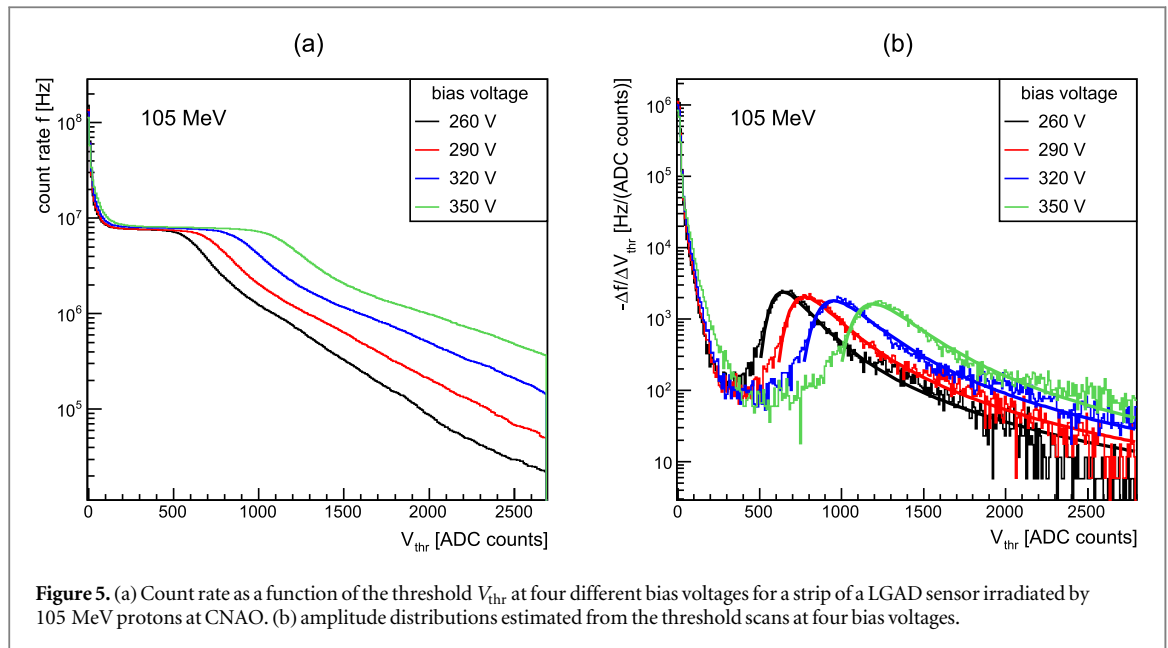 (a)
count rate f [Hz]
10⁸
10⁷
10⁶
10⁵
105 MeV
bias voltage
260 V
290 V
320 V
350 V
0 500 1000 1500 2000 2500
V_thr [ADC counts]
(b)
-Δf/ΔV_thr [Hz/(ADC counts)]
10⁶
10⁵
10⁴
10³
10²
10
105 MeV
bias voltage
260 V
290 V
320 V
350 V
0 500 1000 1500 2000 2500
V_thr [ADC counts]
Figure 5. (a) Count rate as a function of the threshold V_thr at four different bias voltages for a strip of a LGAD sensor irradiated by
105 MeV protons at CNAO. (b) amplitude distributions estimated from the threshold scans at four bias voltages.